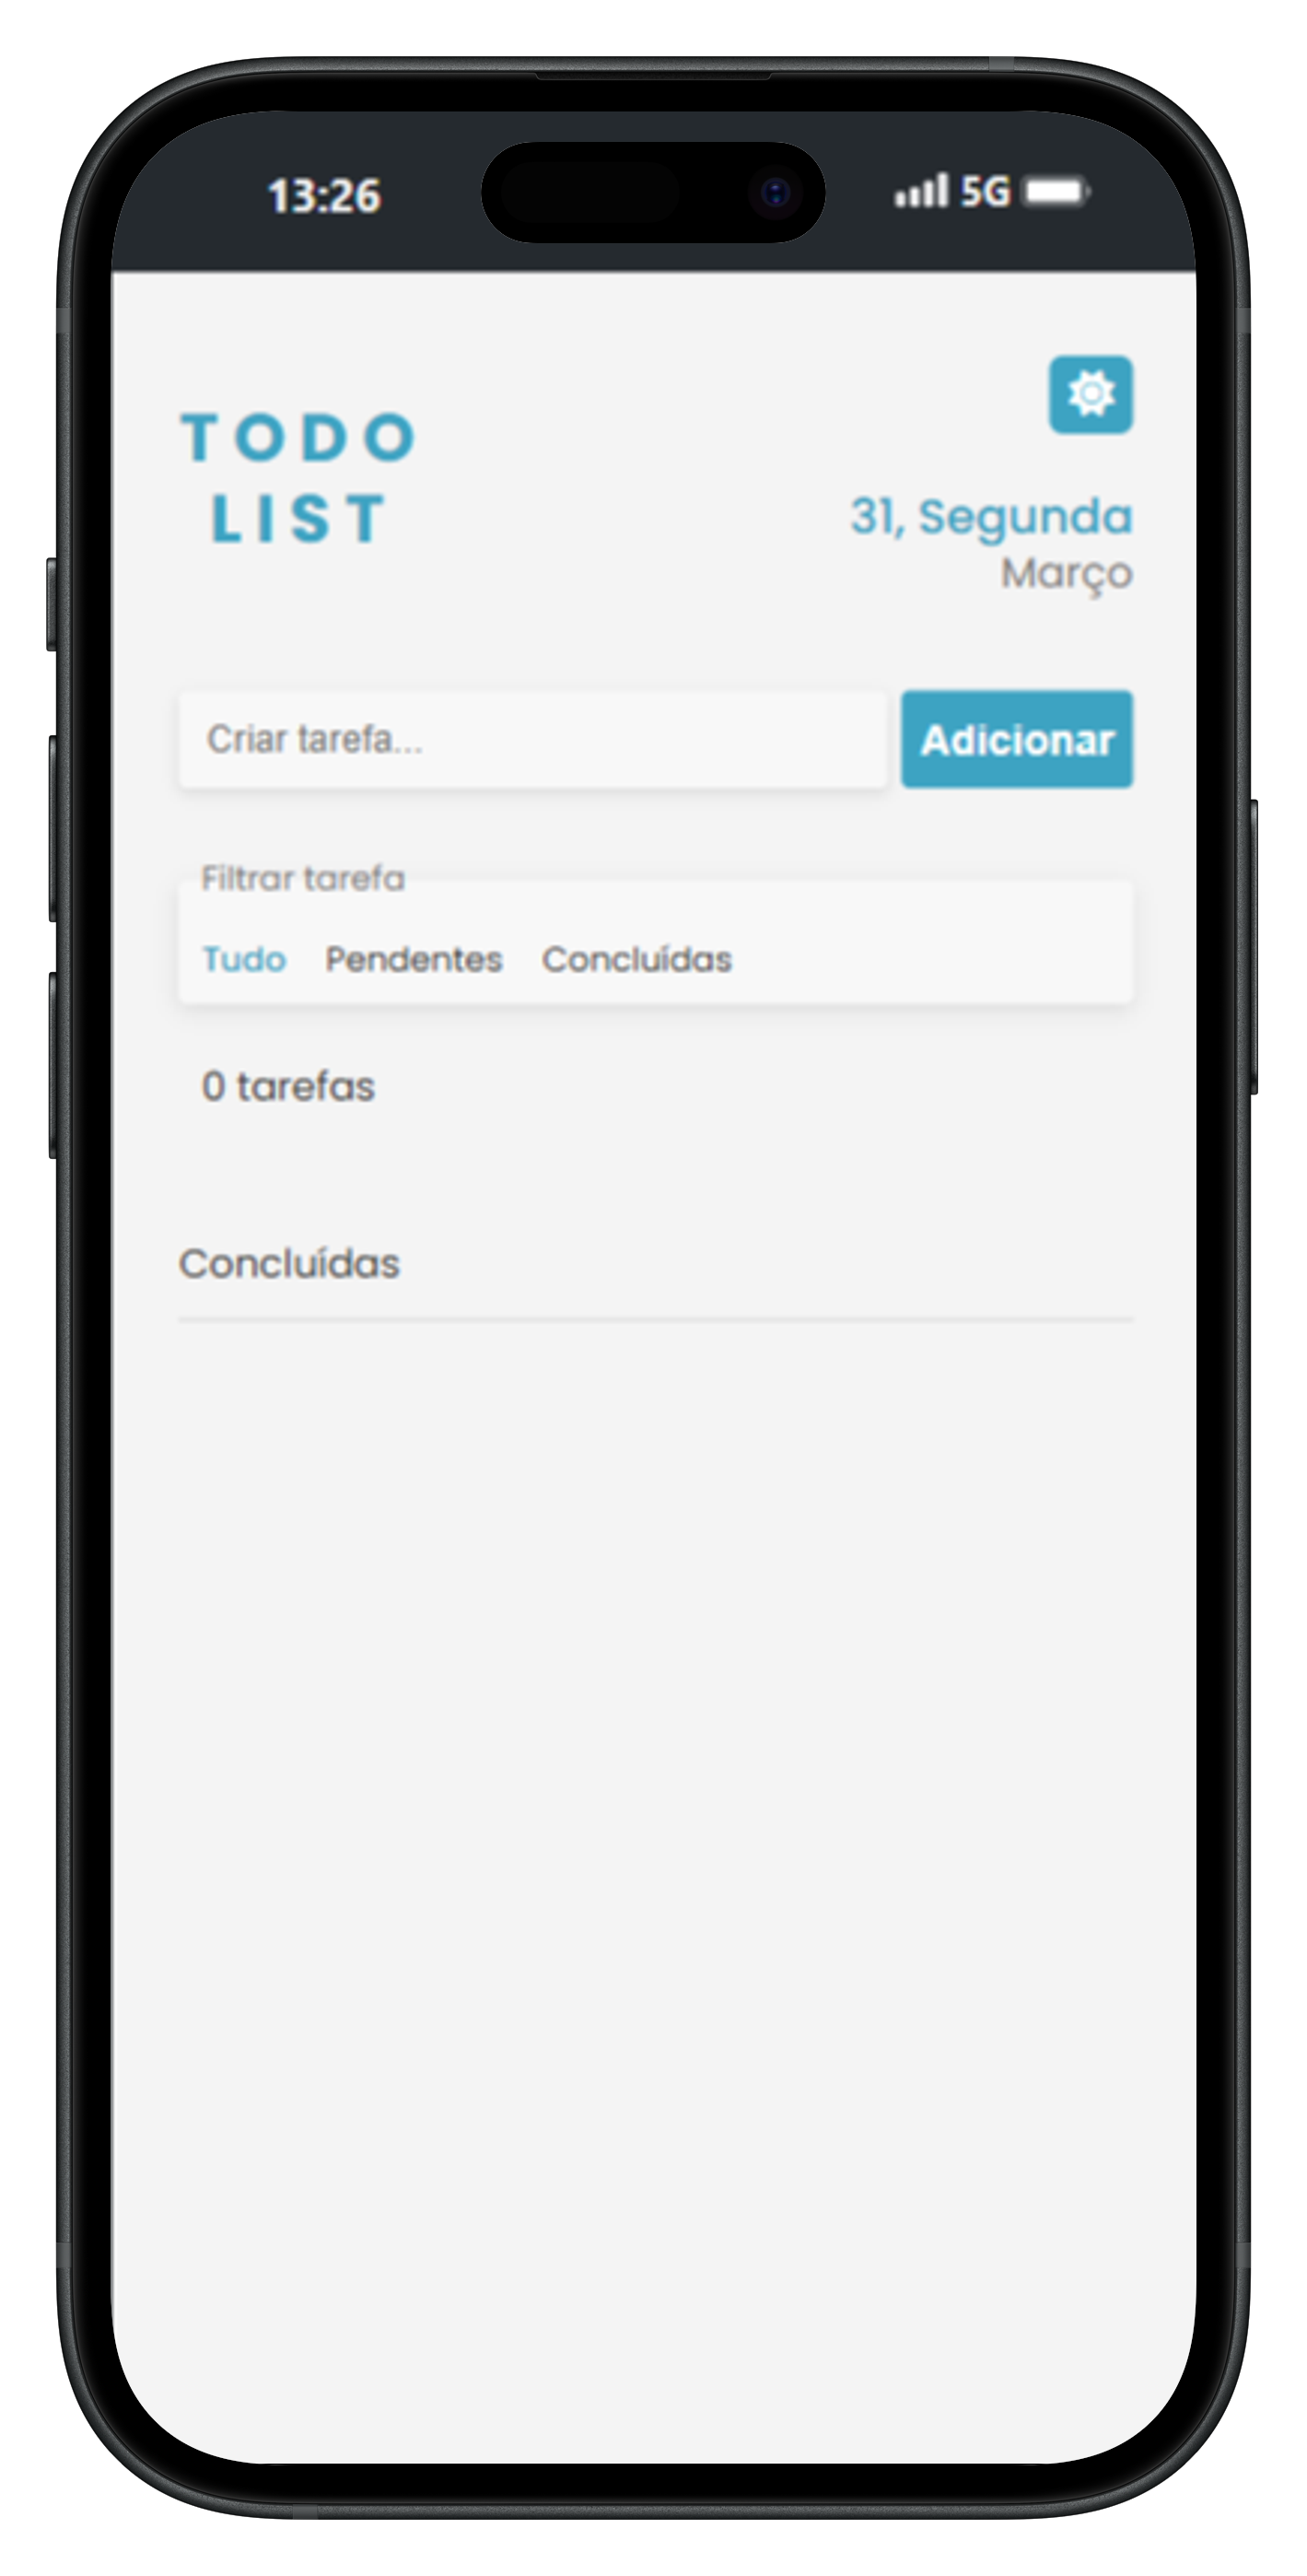 13:26 5G
TODO
LIST
31, Segunda
Março
Criar tarefa...
Adicionar
Filtrar tarefa
Tudo Pendentes Concluídas
0 tarefas
Concluídas